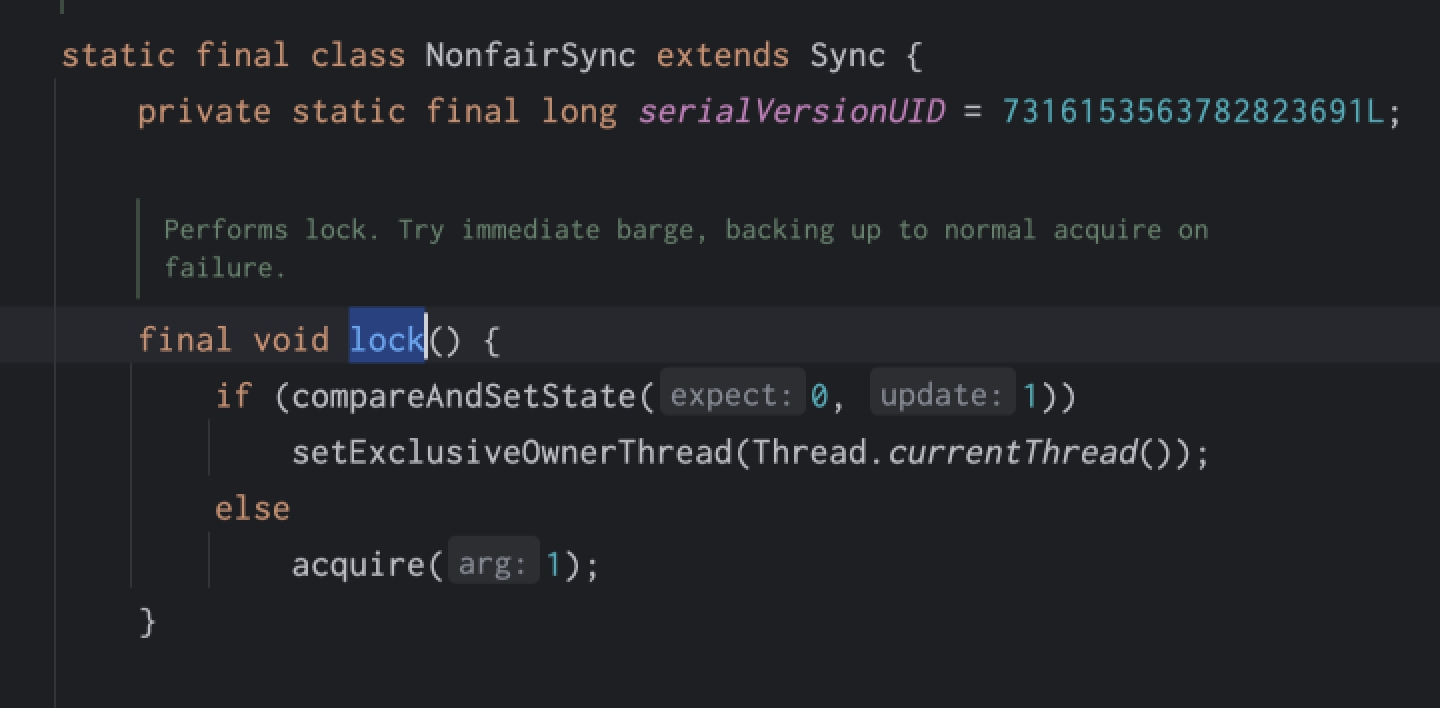 static final class NonfairSync extends Sync {
private static final long serialVersionUID = 7316153563782823691L;
Performs lock. Try immediate barge, backing up to normal acquire on
failure.
final void lock() {
if (compareAndSetState( expect: 0, update: 1))
setExclusiveOwnerThread(Thread.currentThread());
else
acquire( arg: 1);
}